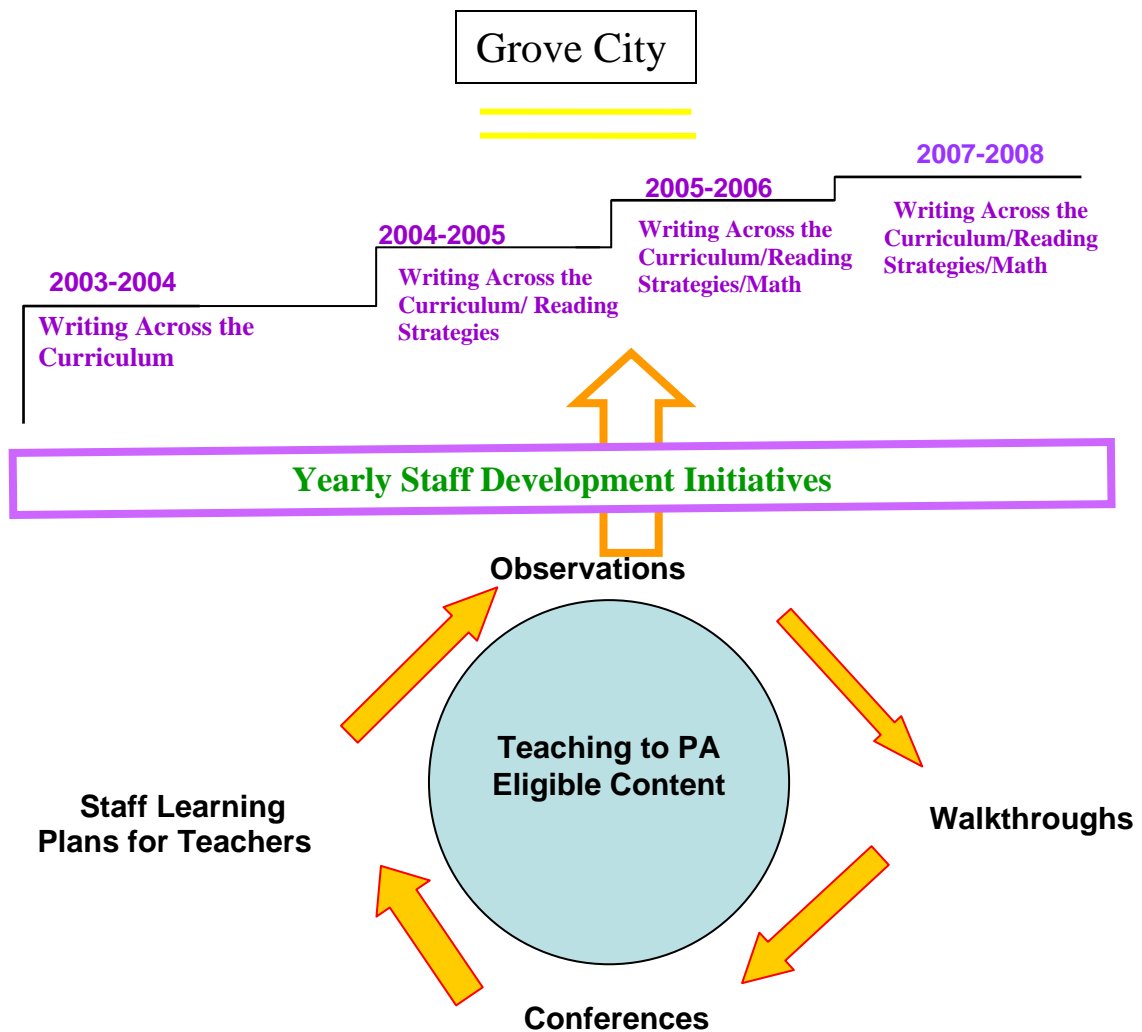 Grove City
2003-2004
Writing Across the
Curriculum
2004-2005
Writing Across the
Curriculum/ Reading
Strategies
2005-2006
Writing Across the
Curriculum/Reading
Strategies/Math
2007-2008
Writing Across the
Curriculum/Reading
Strategies/Math
Yearly Staff Development Initiatives
Observations
Teaching to PA
Eligible Content
Staff Learning
Plans for Teachers
Walkthroughs
Conferences